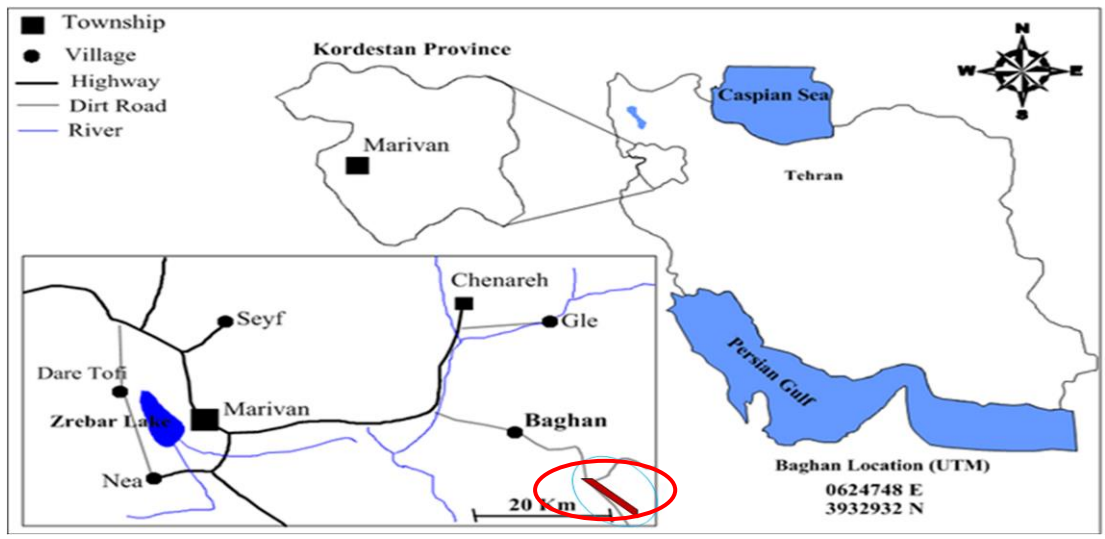 Township
Village
Highway
Dirt Road
River
Kordestan Province
Marivan
Caspian Sea
N
W
E
S
Tehran
Persian Gulf
Baghan Location (UTM)
0624748 E
3932932 N
Chenareh
Seyf
Gle
Dare Tofi
Zrebar Lake
Marivan
Baghan
Nea
20 Km